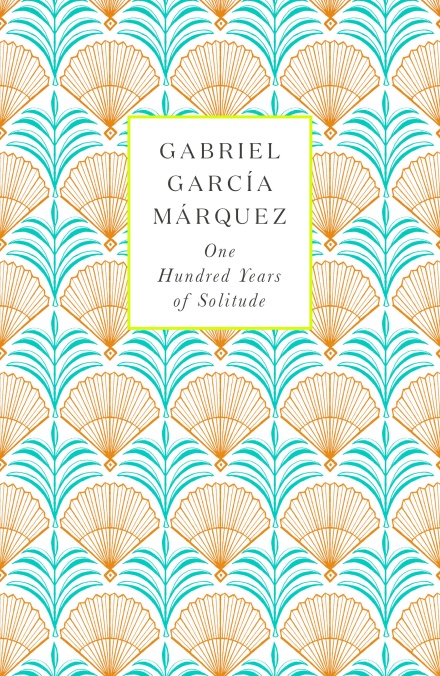 GABRIEL
GARCÍA
MÁRQUEZ
One
Hundred Years
of Solitude